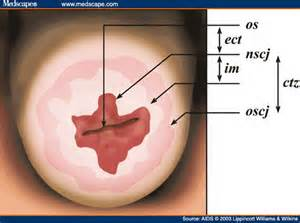 Medscape® www.medscape.com
os
ect
nscj
im
ctz
oscj
Source: AIDS © 2003 Lippincott Williams & Wilkins